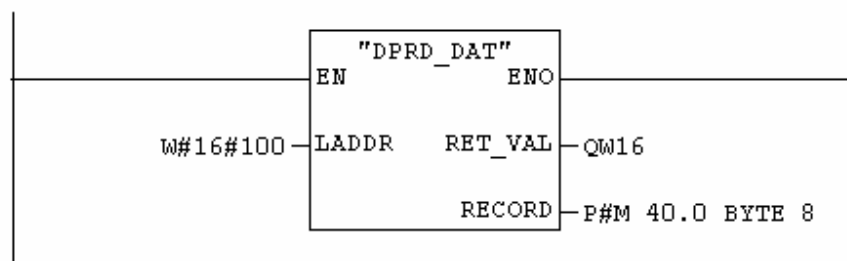 "DPRD_DAT"
EN ENO
W#16#100 LADDR RET_VAL QW16
RECORD P#M 40.0 BYTE 8